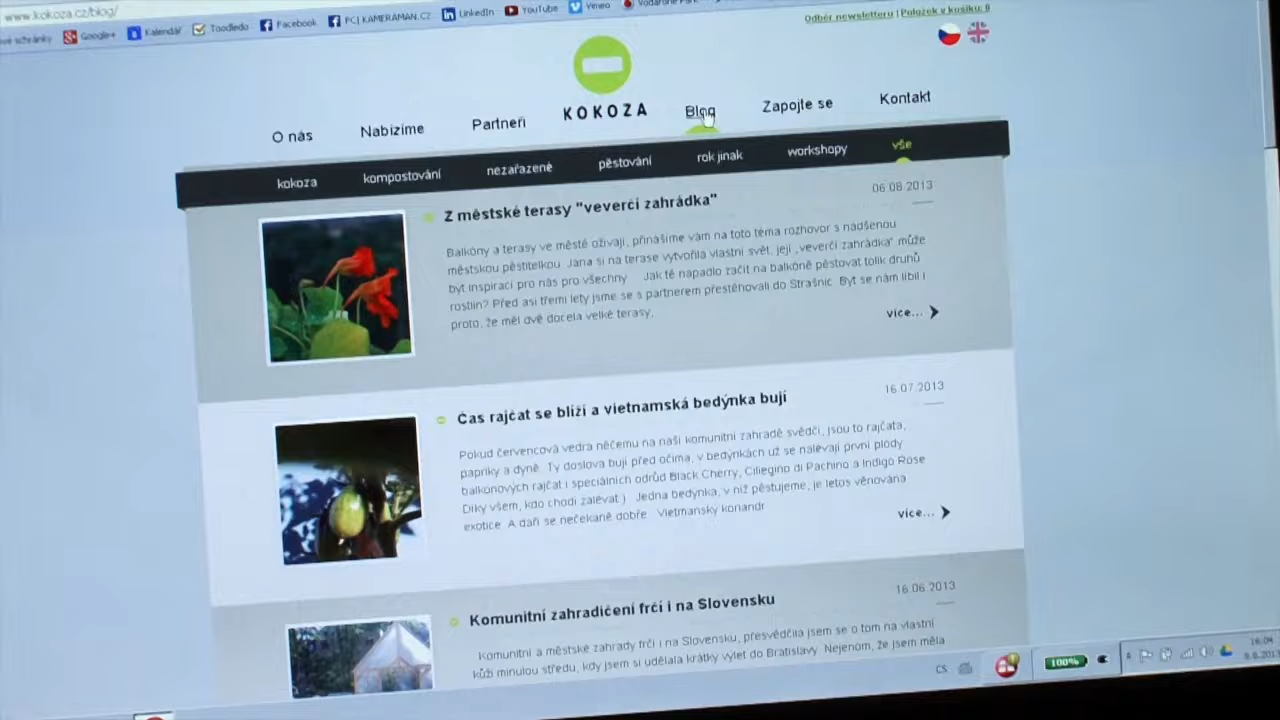 www.kokoza.cz/blog/
Google+ Kalendář Toodledo Facebook PC| KAMERAMAN.CZ LinkedIn YouTube Vimeo
Odběr newsletteru | Položek v košíku: 0
KOKOZA
O nás Nabízíme Partneři Blog Zapojte se Kontakt
kokoza kompostování nezařazené pěstování rok jinak workshopy vše
06 08 2013
Z městské terasy "veverčí zahrádka"
Balkóny a terasy ve městě ožívají, přinášíme vám na toto téma rozhovor s nadšenou
městskou pěstitelkou. Jana si na terase vytvořila vlastní svět, její „veverčí zahrádka" může
být inspirací pro nás pro všechny Jak tě napadlo začít na balkóně pěstovat tolik druhů
rostlin? Před asi třemi lety jsme se s partnerem přestěhovali do Strašnic. Byt se nám líbil i
proto, že měl dvě docela velké terasy,
více...
16.07.2013
Čas rajčat se blíží a vietnamská bedýnka bují
Pokud červencová vedra něčemu na naší komunitní zahradě svědčí, jsou to rajčata,
papriky a dýně. Ty doslova bují před očima, v bedýnkách už se nalévají první plody
balkónových rajčat i speciálních odrůd Black Cherry, Ciliegino di Pachino a Indigo Rose
Díky všem, kdo chodí zalévat:) Jedna bedýnka, v níž pěstujeme, je letos věnována
exotice A daří se nečekaně dobře Vietnamský koriandr
více...
16.06.2013
Komunitní zahradičení frčí i na Slovensku
Komunitní a městské zahrady frčí i na Slovensku, přesvědčila jsem se o tom na vlastní
kůži minulou středu, kdy jsem si udělala krátký výlet do Bratislavy Nejenom, že jsem měla
CS 100% 16:04